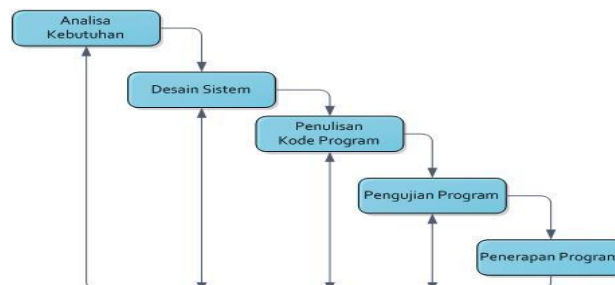 Analisa
Kebutuhan
Desain Sistem
Penulisan
Kode Program
Pengujian Program
Penerapan Program